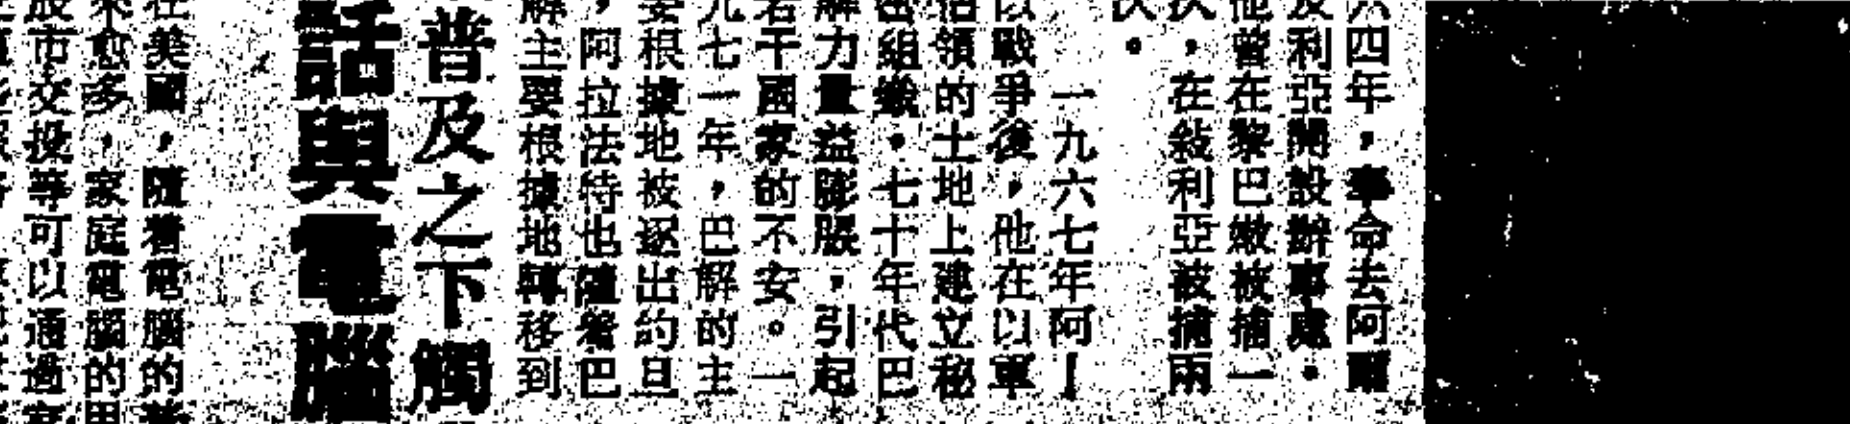 六四年，奉命去阿爾
及利亞開設辦事處。
他曾在黎巴嫩被捕一
次，在敍利亞被捕兩
次。
一九六七年阿｜
以戰爭後，他在以軍
佔領的土地上建立秘
密組織。七十年代巴
解力量益膨脹，引起
若干國家的不安。一
九七一年，巴解的主
要根據地被逐出約旦
，阿拉法特也隨着巴
解主要根據地轉移到
普及之下觸
話與電腦
在美國，隨着電腦的
來愈多，家庭電腦的用
股市交投等可以通過